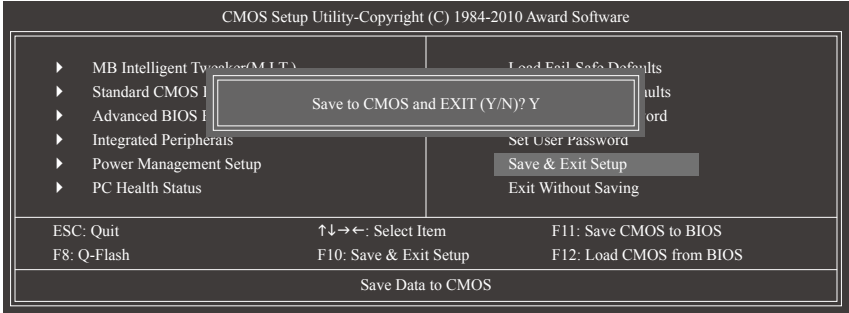 CMOS Setup Utility-Copyright (C) 1984-2010 Award Software
MB Intelligent Tweaker(M.I.T.)
Standard CMOS
Advanced BIOS
Integrated Peripherals
Power Management Setup
PC Health Status
Load Fail-Safe Defaults
Set User Password
Save & Exit Setup
Exit Without Saving
Save to CMOS and EXIT (Y/N)? Y
ESC: Quit
↑↓→←: Select Item
F11: Save CMOS to BIOS
F8: Q-Flash
F10: Save & Exit Setup
F12: Load CMOS from BIOS
Save Data to CMOS